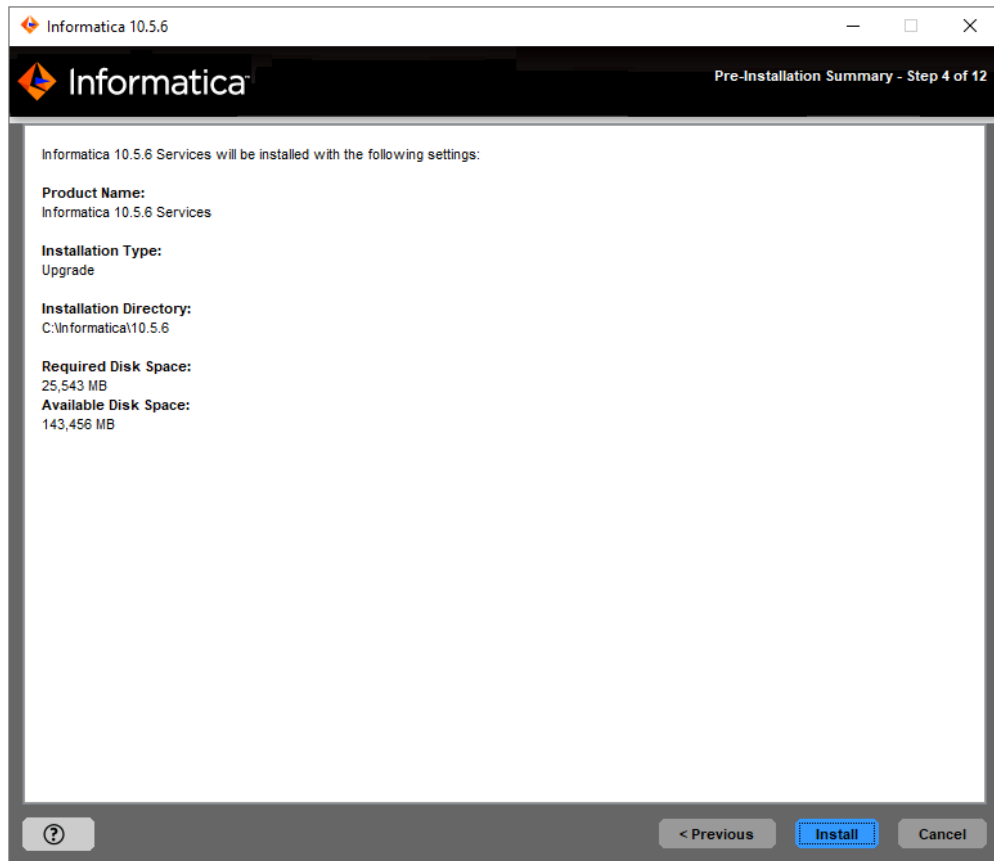 Informatica 10.5.6
Informatica
Pre-Installation Summary - Step 4 of 12
Informatica 10.5.6 Services will be installed with the following settings:
Product Name:
Informatica 10.5.6 Services
Installation Type:
Upgrade
Installation Directory:
C:\Informatica\10.5.6
Required Disk Space:
25,543 MB
Available Disk Space:
143,456 MB
? < Previous Install Cancel